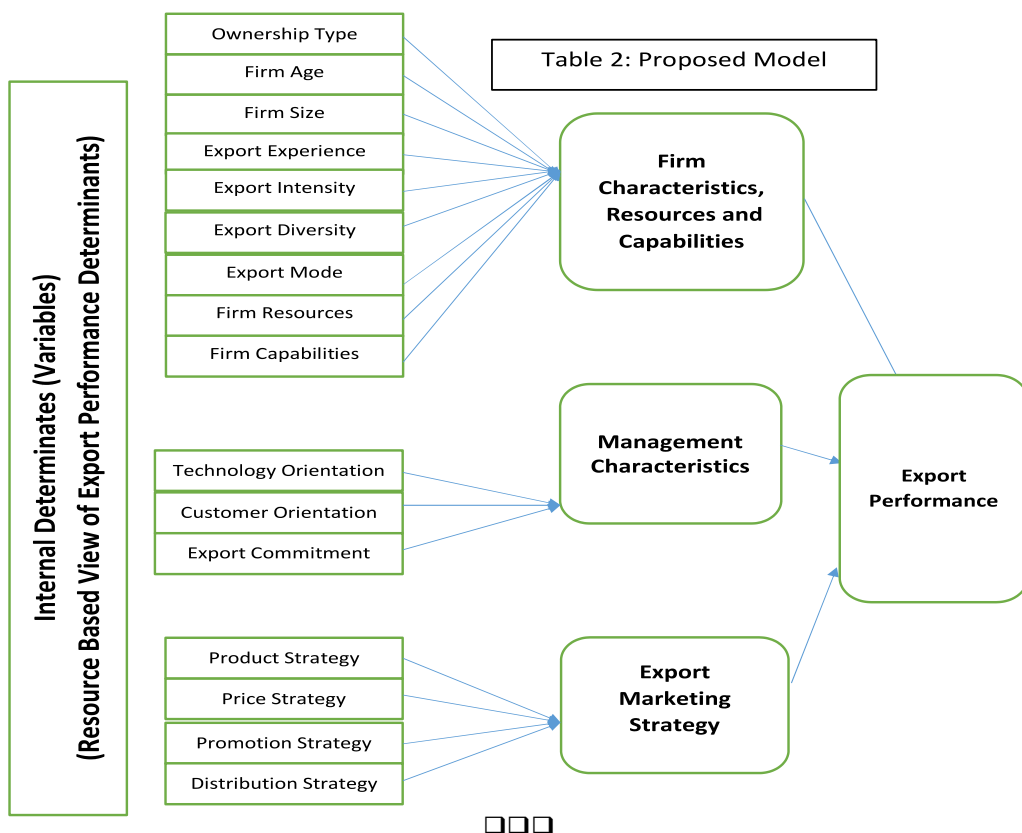 Table 2: Proposed Model
Internal Determinates (Variables)
(Resource Based View of Export Performance Determinants)
Ownership Type
Firm Age
Firm Size
Export Experience
Export Intensity
Export Diversity
Export Mode
Firm Resources
Firm Capabilities
Technology Orientation
Customer Orientation
Export Commitment
Product Strategy
Price Strategy
Promotion Strategy
Distribution Strategy
Firm
Characteristics,
Resources and
Capabilities
Management
Characteristics
Export
Marketing
Strategy
Export
Performance